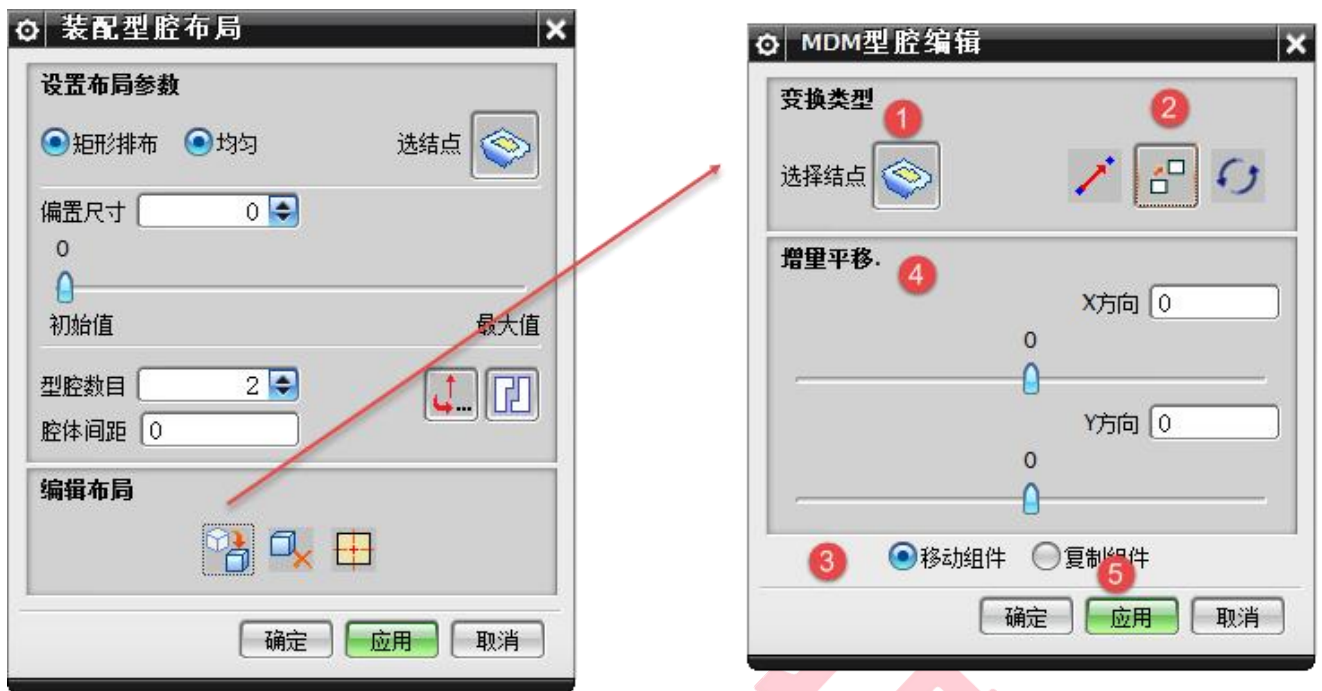 装配型腔布局
设置布局参数
矩形排布 均匀 选结点
偏置尺寸 0
0
初始值 最大值
型腔数目 2
...
腔体间距 0
编辑布局
确定 应用 取消
MDM型腔编辑
变换类型
1 2
选择结点
增量平移.
4
X方向 0
0
Y方向 0
0
3 移动组件 复制组件
5
确定 应用 取消